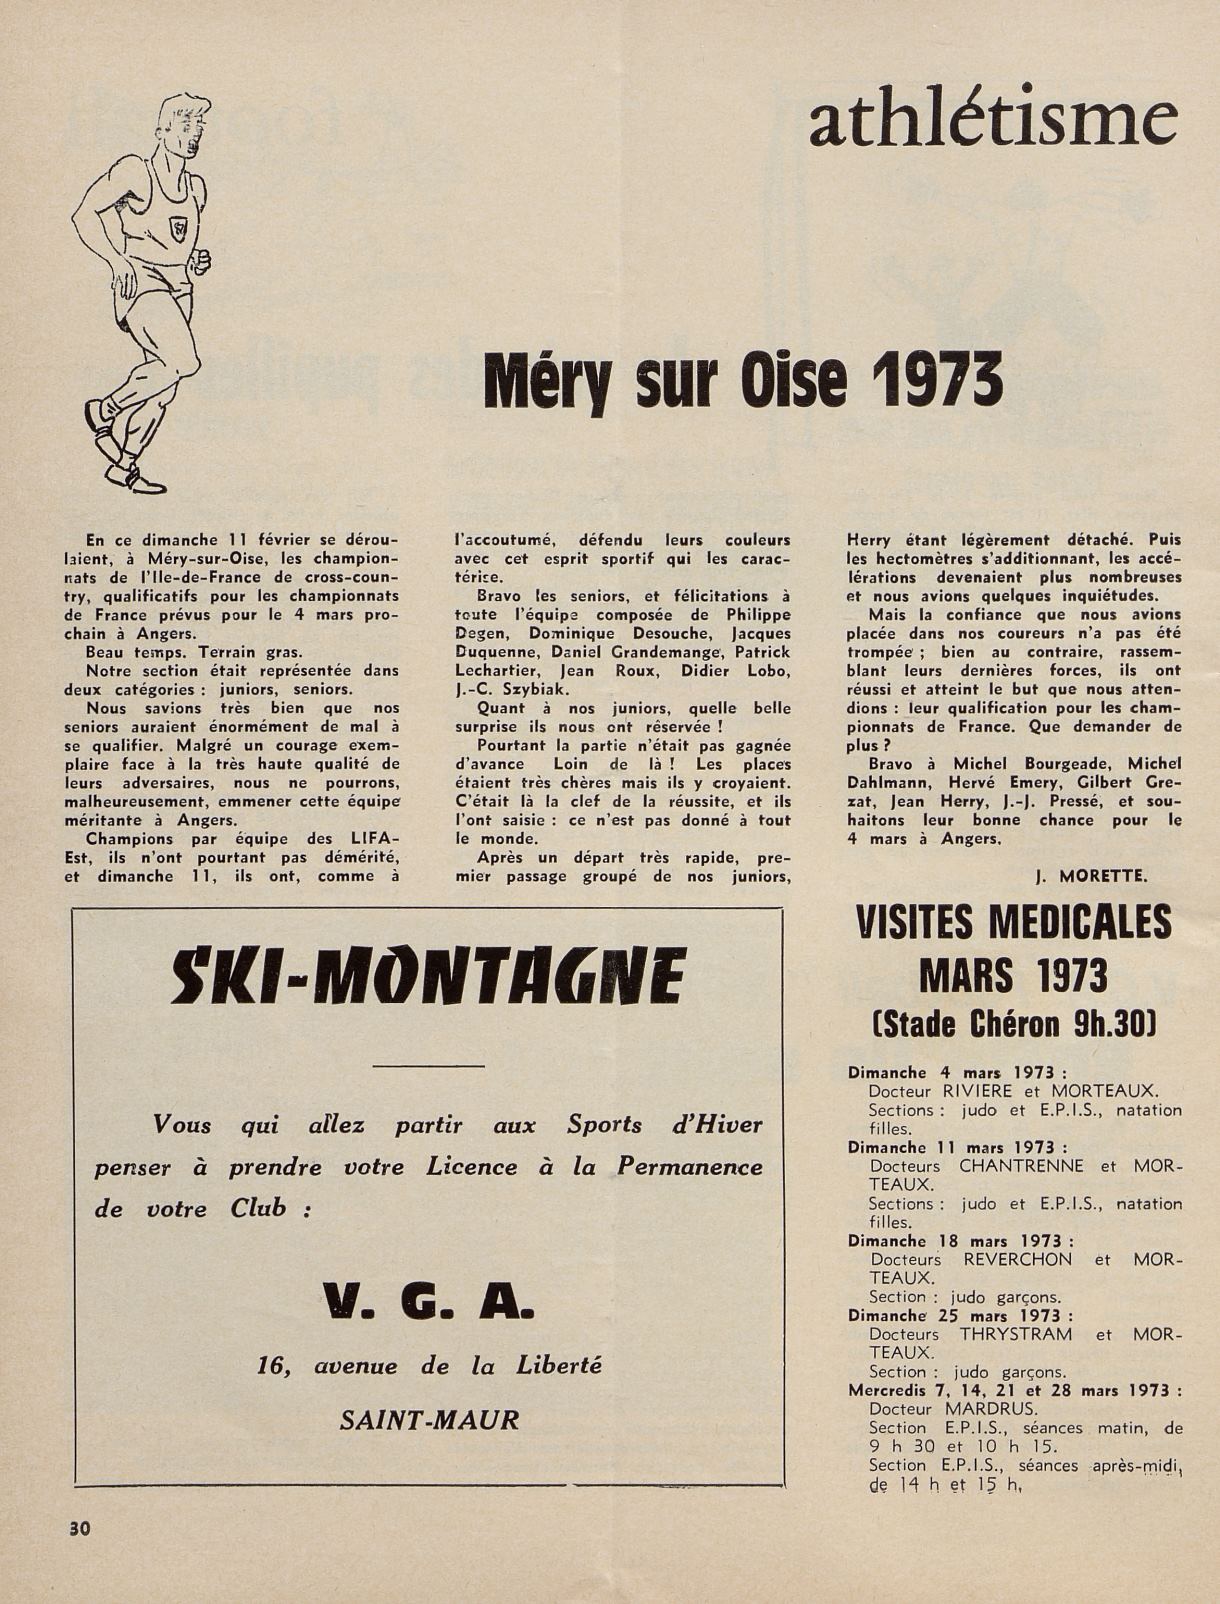 athlétisme
Méry sur Oise 1973
En ce dimanche 11 février se dérou-
laient, à Méry-sur-Oise, les champion-
nats de l'Ile-de-France de cross-coun-
try, qualificatifs pour les championnats
de France prévus pour le 4 mars pro-
chain à Angers.
Beau temps. Terrain gras.
Notre section était représentée dans
deux catégories : juniors, seniors.
Nous savions très bien que nos
seniors auraient énormément de mal à
se qualifier. Malgré un courage exem-
plaire face à la très haute qualité de
leurs adversaires, nous ne pourrons,
malheureusement, emmener cette équipe
méritante à Angers.
Champions par équipe des LIFA-
Est, ils n'ont pourtant pas démérité,
et dimanche 11, ils ont, comme à
l'accoutumé, défendu leurs couleurs
avec cet esprit sportif qui les carac-
térice.
Bravo les seniors, et félicitations à
toute l'équipe composée de Philippe
Degen, Dominique Desouche, Jacques
Duquenne, Daniel Grandemange, Patrick
Lechartier, Jean Roux, Didier Lobo,
J.-C. Szybiak.
Quant à nos juniors, quelle belle
surprise ils nous ont réservée !
Pourtant la partie n'était pas gagnée
d'avance Loin de là ! Les places
étaient très chères mais ils y croyaient.
C'était là la clef de la réussite, et ils
l'ont saisie : ce n'est pas donné à tout
le monde.
Après un départ très rapide, pre-
mier passage groupé de nos juniors,
Herry étant légèrement détaché. Puis
les hectomètres s'additionnant, les accé-
lérations devenaient plus nombreuses
et nous avions quelques inquiétudes.
Mais la confiance que nous avions
placée dans nos coureurs n'a pas été
trompée ; bien au contraire, rassem-
blant leurs dernières forces, ils ont
réussi et atteint le but que nous atten-
dions : leur qualification pour les cham-
pionnats de France. Que demander de
plus ?
Bravo à Michel Bourgeade, Michel
Dahlmann, Hervé Emery, Gilbert Gre-
zat, Jean Herry, J.-J. Pressé, et sou-
haitons leur bonne chance pour le
4 mars à Angers.
J. MORETTE.
SKI-MONTAGNE
Vous qui allez partir aux Sports d'Hiver
penser à prendre votre Licence à la Permanence
de votre Club :
V. G. A.
16, avenue de la Liberté
SAINT-MAUR
VISITES MEDICALES
MARS 1973
(Stade Chéron 9h.30)
Dimanche 4 mars 1973 :
Docteur RIVIERE et MORTEAUX.
Sections : judo et E.P.I.S., natation
filles.
Dimanche 11 mars 1973 :
Docteurs CHANTRENNE et MOR-
TEAUX.
Sections : judo et E.P.I.S., natation
filles.
Dimanche 18 mars 1973 :
Docteurs REVERCHON et MOR-
TEAUX.
Section : judo garçons.
Dimanche 25 mars 1973 :
Docteurs THRYSTRAM et MOR-
TEAUX.
Section : judo garçons.
Mercredis 7, 14, 21 et 28 mars 1973 :
Docteur MARDRUS.
Section E.P.I.S., séances matin, de
9 h 30 et 10 h 15.
Section E.P.I.S., séances après-midi,
de 14 h et 15 h,
30